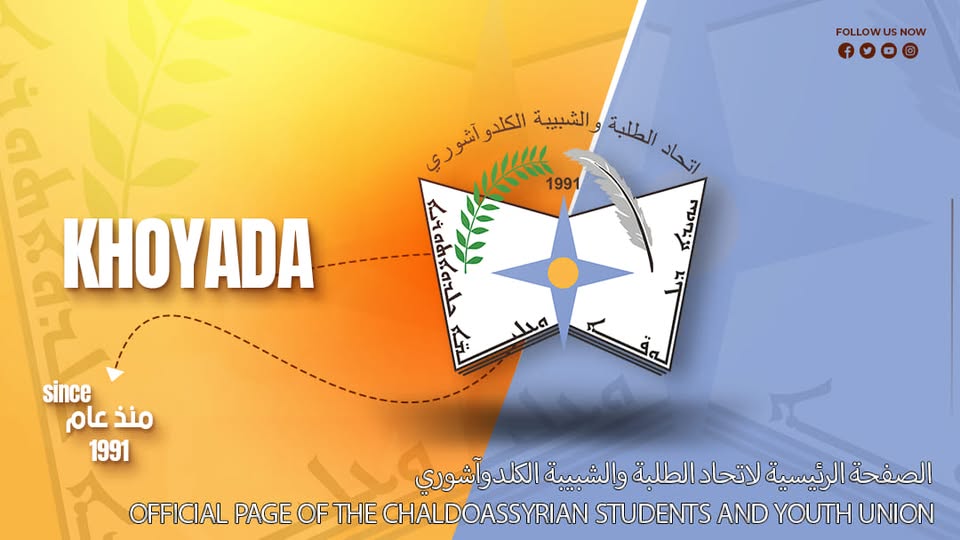 FOLLOW US NOW
اتحاد الطلبة والشبيبة الكلدوآشوري
1991
KHOYADA
since
منذ عام
1991
الصفحة الرئيسية لاتحاد الطلبة والشبيبة الكلدوآشوري
OFFICIAL PAGE OF THE CHALDOASSYRIAN STUDENTS AND YOUTH UNION